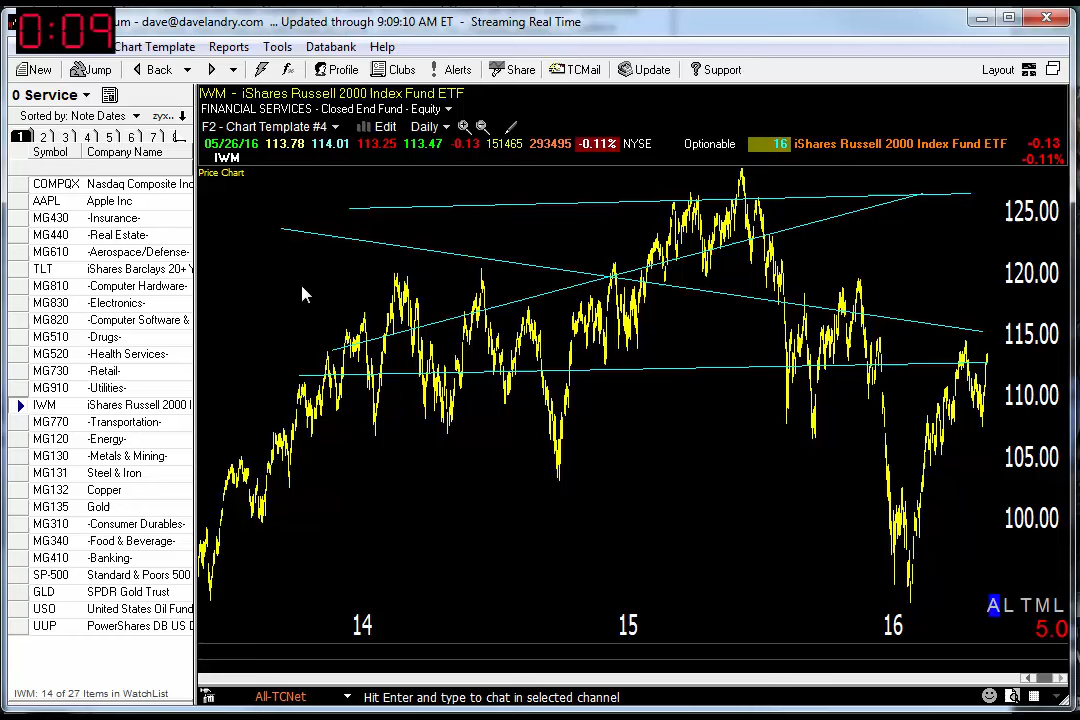 0:09
um - dave@davelandry.com ... Updated through 9:09:10 AM ET - Streaming Real Time
Chart Template Reports Tools Databank Help
New Jump Back Profile Clubs Alerts Share TCMail Update Support Layout
0 Service
Sorted by: Note Dates zyx..
1 2 3 4 5 6 7
Symbol Company Name
COMPQX Nasdaq Composite Inc
AAPL Apple Inc
MG430 -Insurance-
MG440 -Real Estate-
MG610 -Aerospace/Defense-
TLT iShares Barclays 20+ Y
MG810 -Computer Hardware-
MG830 -Electronics-
MG820 -Computer Software &
MG510 -Drugs-
MG520 -Health Services-
MG730 -Retail-
MG910 -Utilities-
IWM iShares Russell 2000 I
MG770 -Transportation-
MG120 -Energy-
MG130 -Metals & Mining-
MG131 Steel & Iron
MG132 Copper
MG135 Gold
MG310 -Consumer Durables-
MG340 -Food & Beverage-
MG410 -Banking-
SP-500 Standard & Poors 500
GLD SPDR Gold Trust
USO United States Oil Fund
UUP PowerShares DB US D
IWM: 14 of 27 Items in WatchList
IWM - iShares Russell 2000 Index Fund ETF
FINANCIAL SERVICES - Closed End Fund - Equity
F2 - Chart Template #4 Edit Daily
05/26/16 113.78 114.01 113.25 113.47 -0.13 151465 293495 -0.11% NYSE Optionable 16 iShares Russell 2000 Index Fund ETF -0.13
-0.11%
IWM
Price Chart
125.00
120.00
115.00
110.00
105.00
100.00
14 15 16
A L T M L
5.0
All-TCNet Hit Enter and type to chat in selected channel